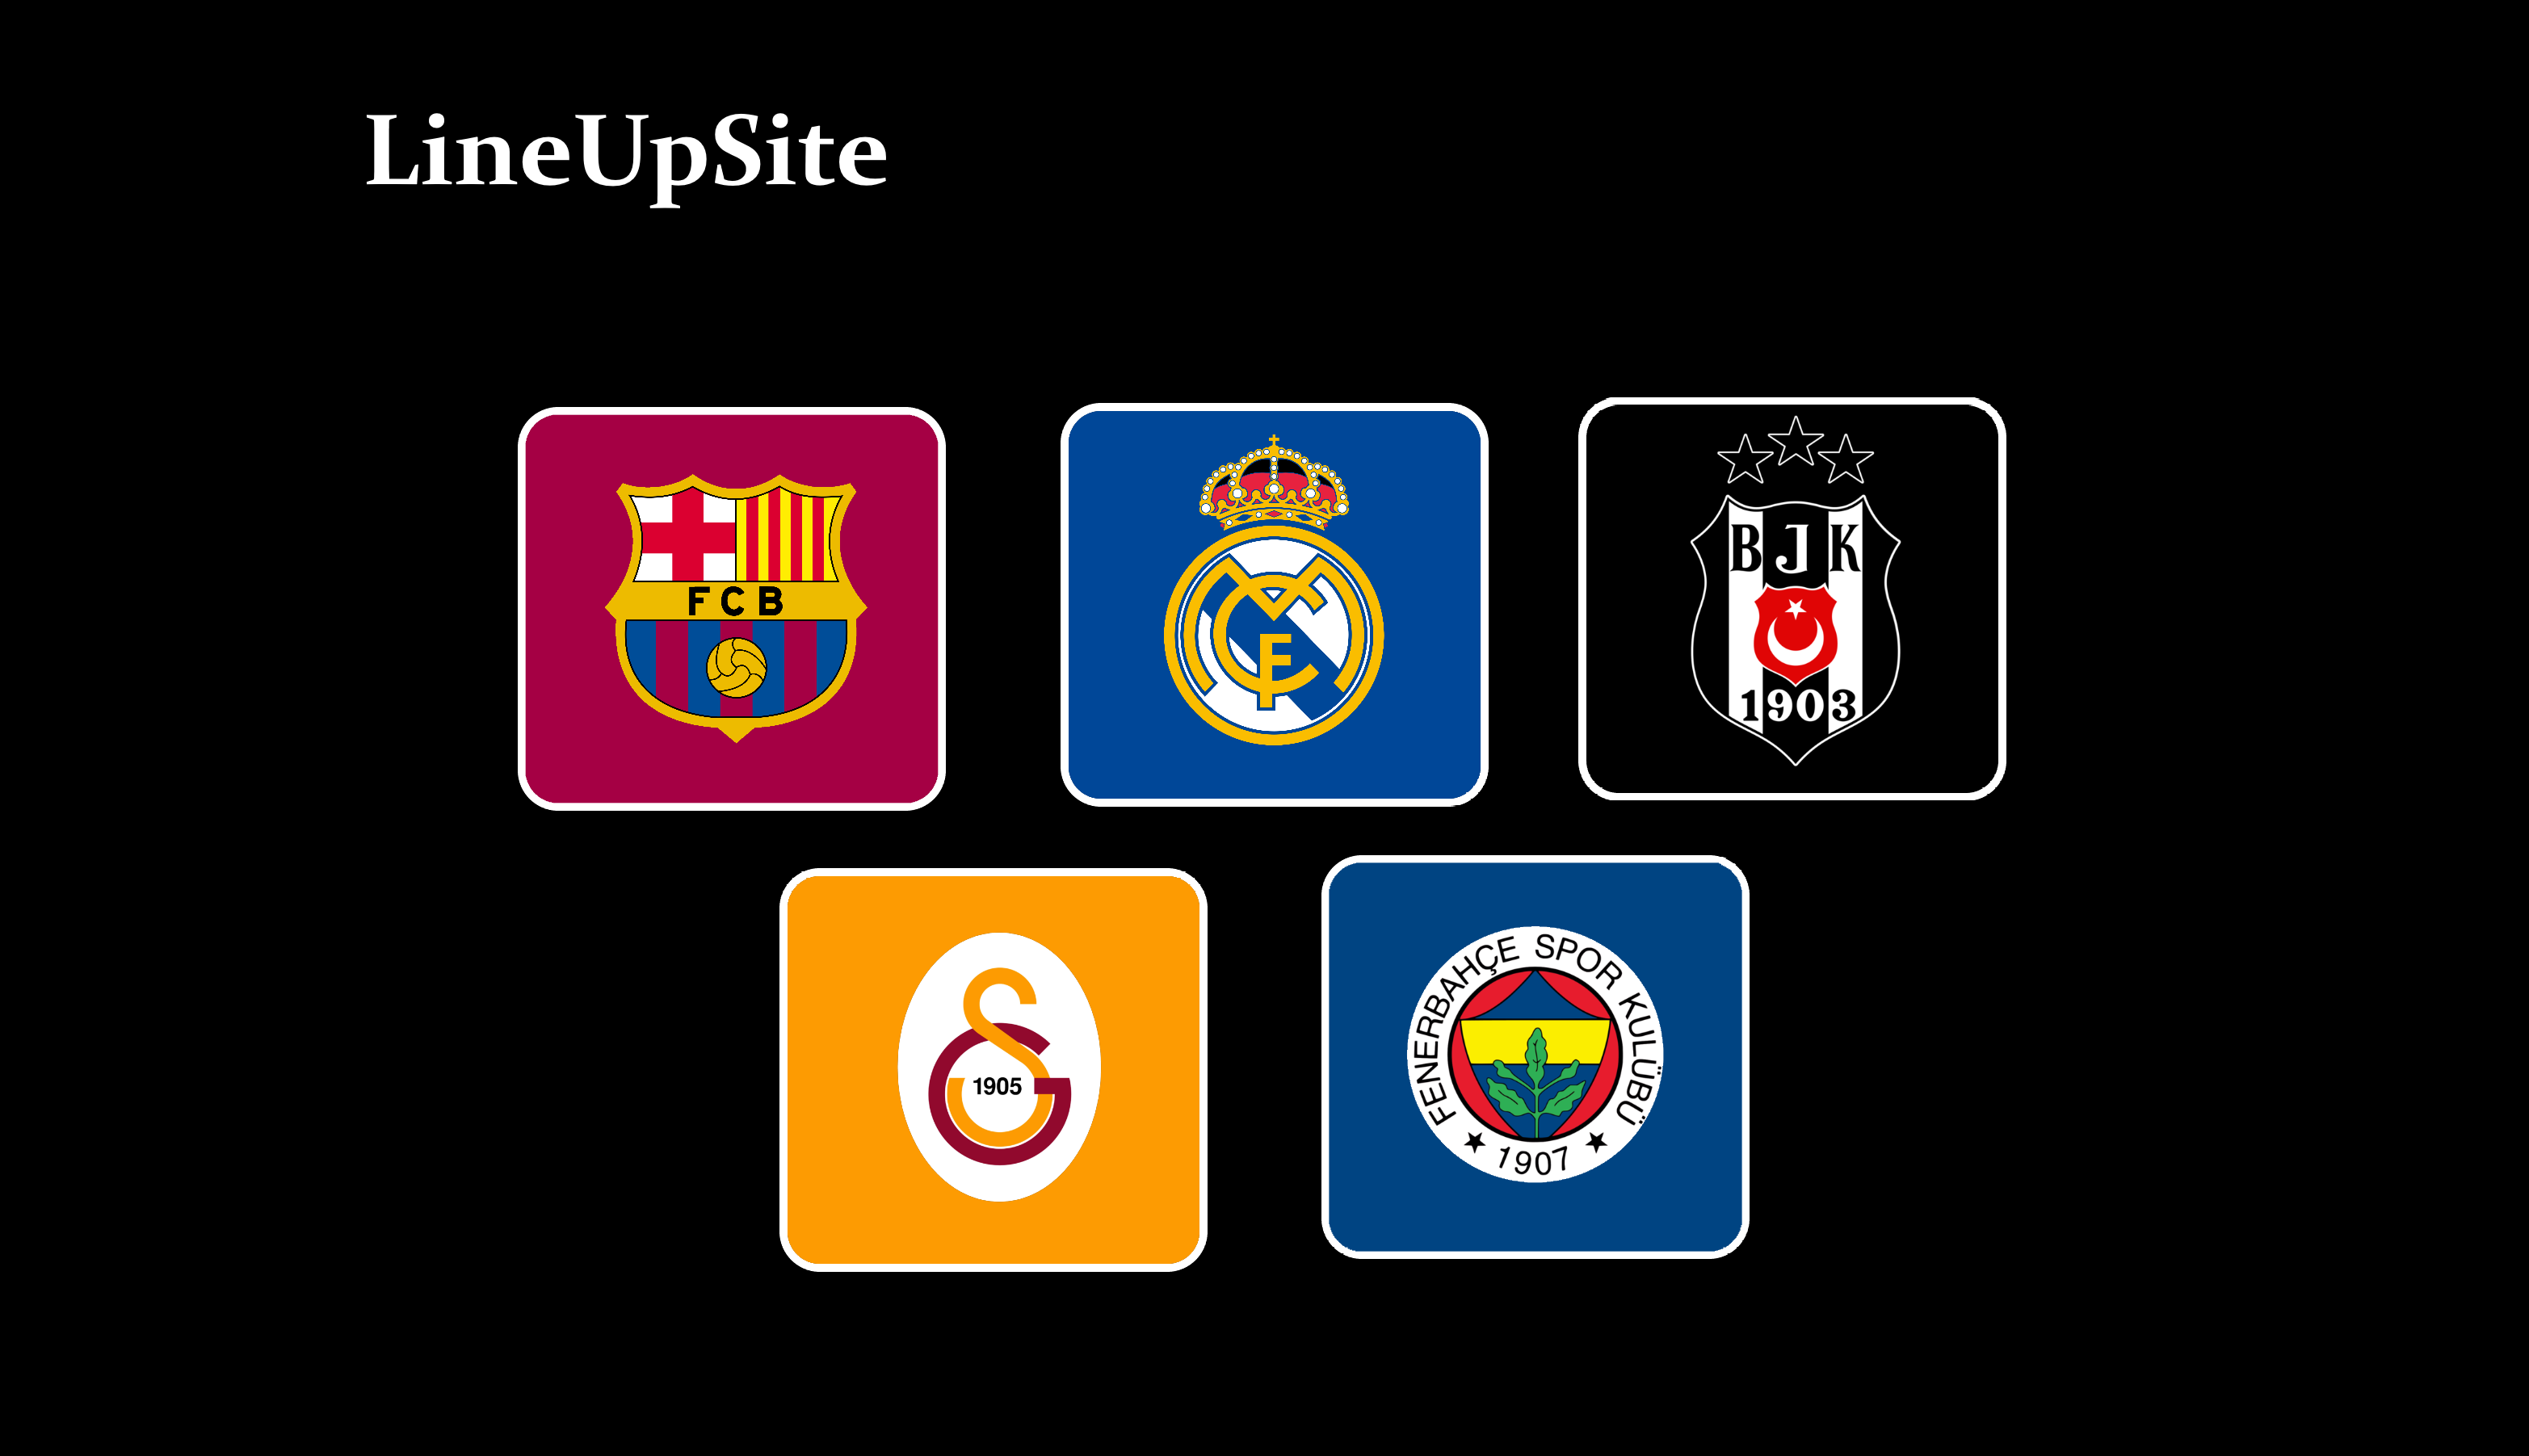 LineUpSite
FCB
BJK
1903
1905
FENERBAHÇE SPOR KULÜBÜ
1907